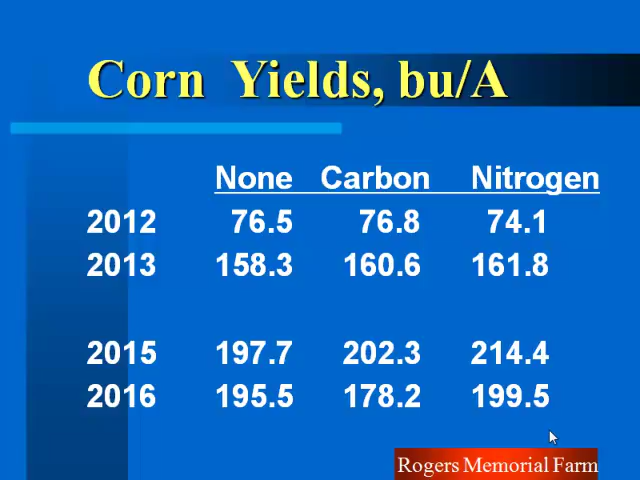 Corn Yields, bu/A
None Carbon Nitrogen
2012 76.5 76.8 74.1
2013 158.3 160.6 161.8
2015 197.7 202.3 214.4
2016 195.5 178.2 199.5
Rogers Memorial Farm